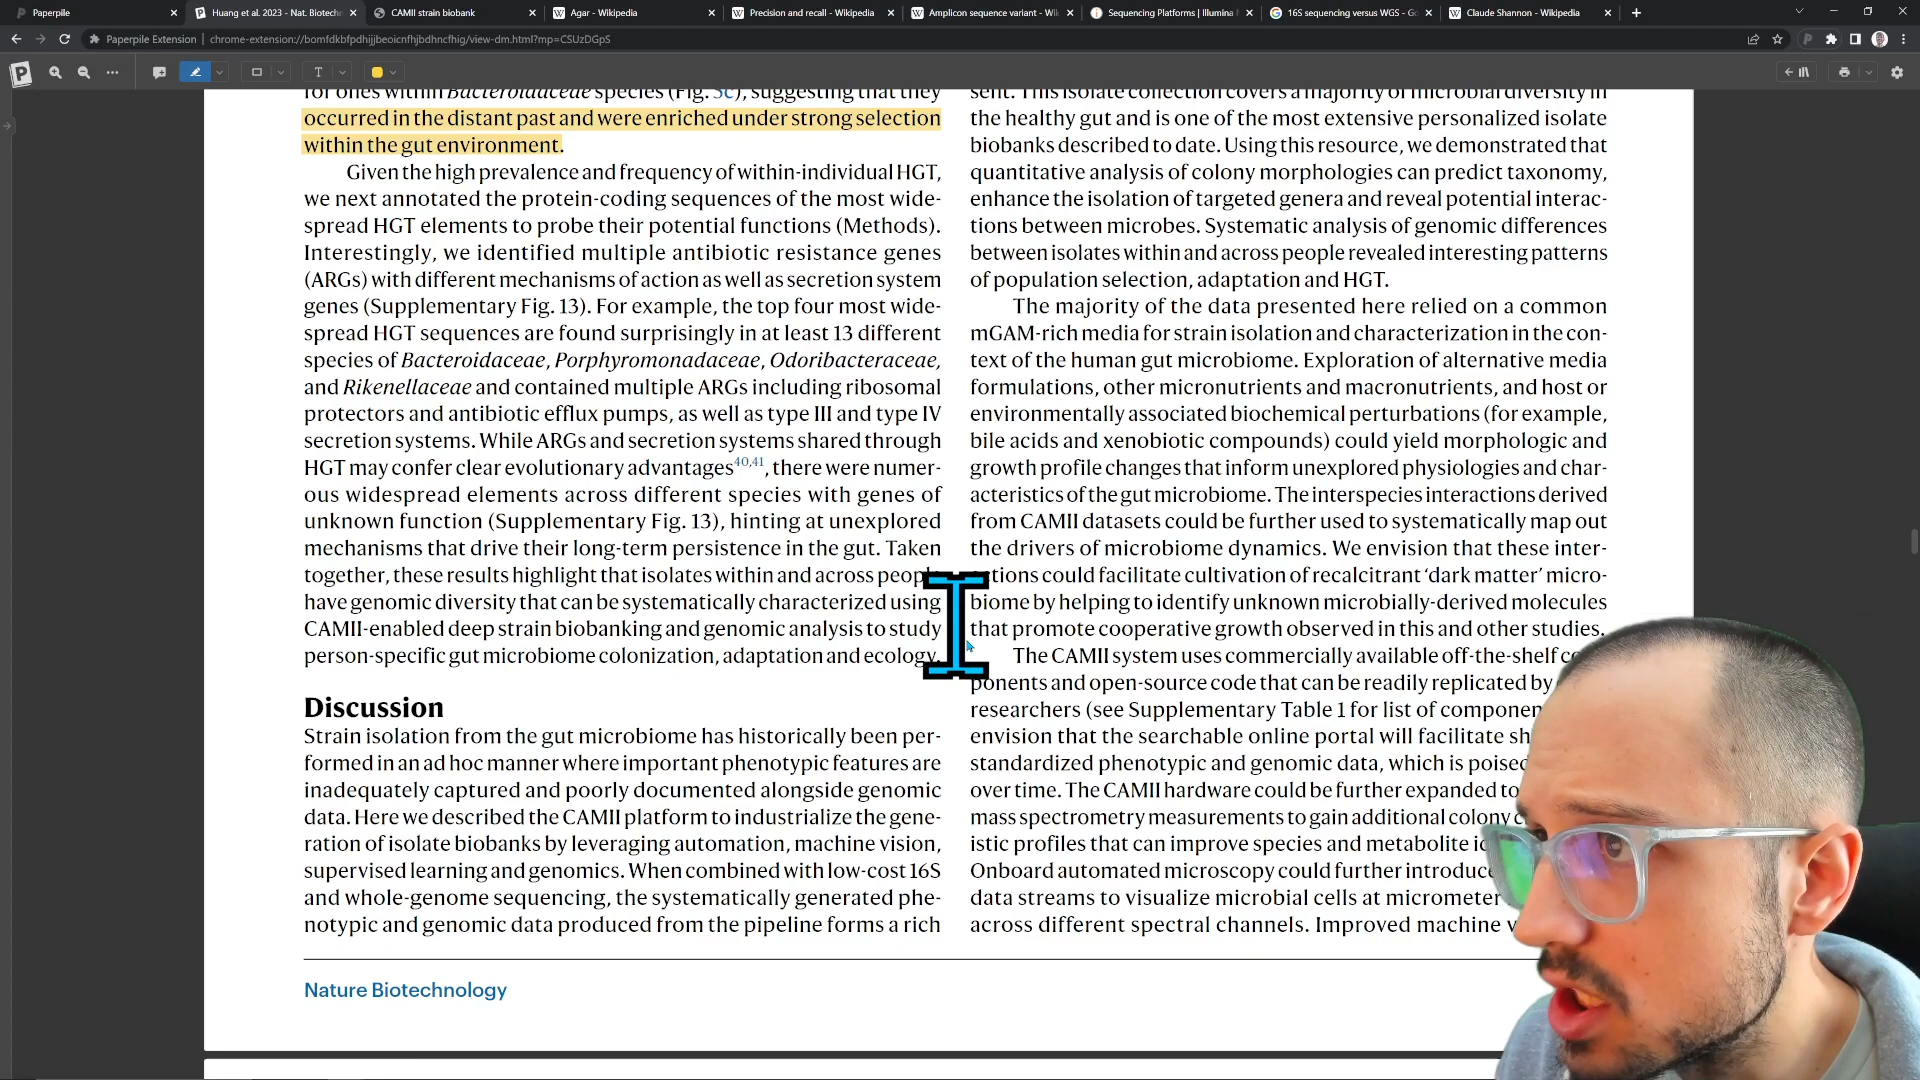 Paperpile
Huang et al. 2023 - Nat. Biotechn
CAMII strain biobank
Agar - Wikipedia
Precision and recall - Wikipedia
Amplicon sequence variant - Wik
Sequencing Platforms | Illumina
16S sequencing versus WGS - Go
Claude Shannon - Wikipedia
Paperpile Extension
chrome-extension://bomfdkbfpdhijjbeoicnfhjbdhncfhig/view-dm.html?mp=CSUzDGpS
for ones within Bacteroidaceae species (Fig. 5c), suggesting that they
occurred in the distant past and were enriched under strong selection
within the gut environment.
Given the high prevalence and frequency of within-individual HGT,
we next annotated the protein-coding sequences of the most wide-
spread HGT elements to probe their potential functions (Methods).
Interestingly, we identified multiple antibiotic resistance genes
(ARGs) with different mechanisms of action as well as secretion system
genes (Supplementary Fig. 13). For example, the top four most wide-
spread HGT sequences are found surprisingly in at least 13 different
species of Bacteroidaceae, Porphyromonadaceae, Odoribacteraceae,
and Rikenellaceae and contained multiple ARGs including ribosomal
protectors and antibiotic efflux pumps, as well as type III and type IV
secretion systems. While ARGs and secretion systems shared through
HGT may confer clear evolutionary advantages40,41, there were numer-
ous widespread elements across different species with genes of
unknown function (Supplementary Fig. 13), hinting at unexplored
mechanisms that drive their long-term persistence in the gut. Taken
together, these results highlight that isolates within and across people
have genomic diversity that can be systematically characterized using
CAMII-enabled deep strain biobanking and genomic analysis to study
person-specific gut microbiome colonization, adaptation and ecology.
Discussion
Strain isolation from the gut microbiome has historically been per-
formed in an ad hoc manner where important phenotypic features are
inadequately captured and poorly documented alongside genomic
data. Here we described the CAMII platform to industrialize the gene-
ration of isolate biobanks by leveraging automation, machine vision,
supervised learning and genomics. When combined with low-cost 16S
and whole-genome sequencing, the systematically generated phe-
notypic and genomic data produced from the pipeline forms a rich
sent. This isolate collection covers a majority of microbial diversity in
the healthy gut and is one of the most extensive personalized isolate
biobanks described to date. Using this resource, we demonstrated that
quantitative analysis of colony morphologies can predict taxonomy,
enhance the isolation of targeted genera and reveal potential interac-
tions between microbes. Systematic analysis of genomic differences
between isolates within and across people revealed interesting patterns
of population selection, adaptation and HGT.
The majority of the data presented here relied on a common
mGAM-rich media for strain isolation and characterization in the con-
text of the human gut microbiome. Exploration of alternative media
formulations, other micronutrients and macronutrients, and host or
environmentally associated biochemical perturbations (for example,
bile acids and xenobiotic compounds) could yield morphologic and
growth profile changes that inform unexplored physiologies and char-
acteristics of the gut microbiome. The interspecies interactions derived
from CAMII datasets could be further used to systematically map out
the drivers of microbiome dynamics. We envision that these inter-
actions could facilitate cultivation of recalcitrant ‘dark matter’ micro-
biome by helping to identify unknown microbially-derived molecules
that promote cooperative growth observed in this and other studies.
The CAMII system uses commercially available off-the-shelf
ponents and open-source code that can be readily replicated by
researchers (see Supplementary Table 1 for list of componen
envision that the searchable online portal will facilitate sh
standardized phenotypic and genomic data, which is poised
over time. The CAMII hardware could be further expanded to
mass spectrometry measurements to gain additional colony c
istic profiles that can improve species and metabolite
Onboard automated microscopy could further introduce
data streams to visualize microbial cells at micrometer
across different spectral channels. Improved machine
Nature Biotechnology